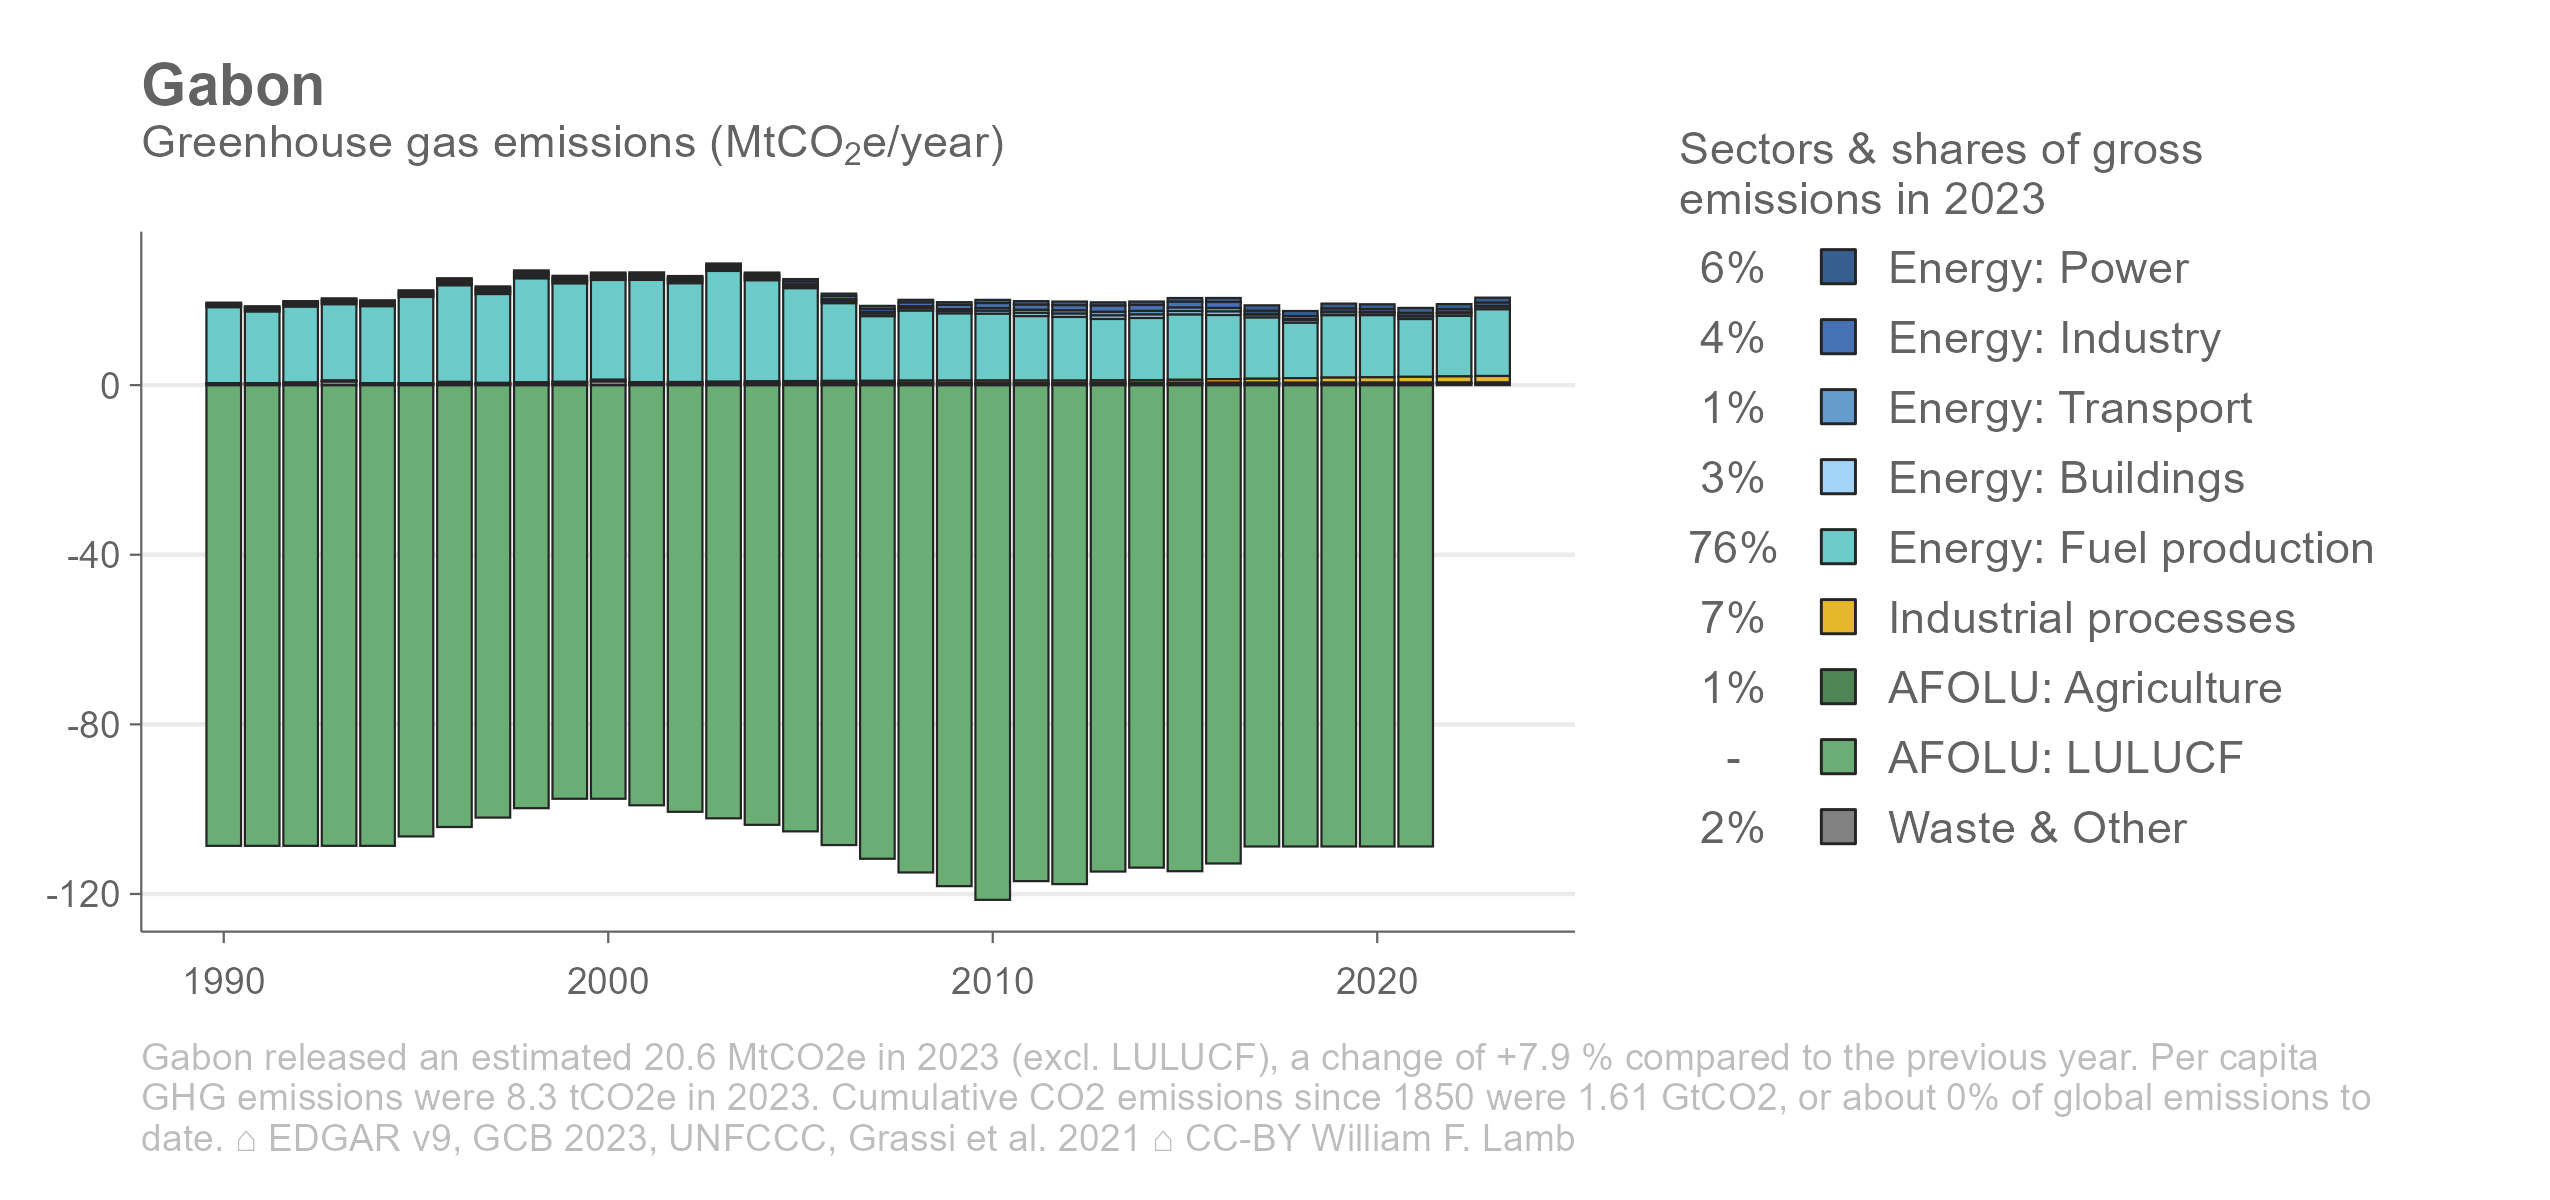 Gabon
Greenhouse gas emissions (MtCO₂e/year)
Sectors & shares of gross
emissions in 2023
6% Energy: Power
4% Energy: Industry
1% Energy: Transport
3% Energy: Buildings
76% Energy: Fuel production
7% Industrial processes
1% AFOLU: Agriculture
- AFOLU: LULUCF
2% Waste & Other
0
-40
-80
-120
1990 2000 2010 2020
Gabon released an estimated 20.6 MtCO2e in 2023 (excl. LULUCF), a change of +7.9 % compared to the previous year. Per capita
GHG emissions were 8.3 tCO2e in 2023. Cumulative CO2 emissions since 1850 were 1.61 GtCO2, or about 0% of global emissions to
date. ⌂ EDGAR v9, GCB 2023, UNFCCC, Grassi et al. 2021 ⌂ CC-BY William F. Lamb